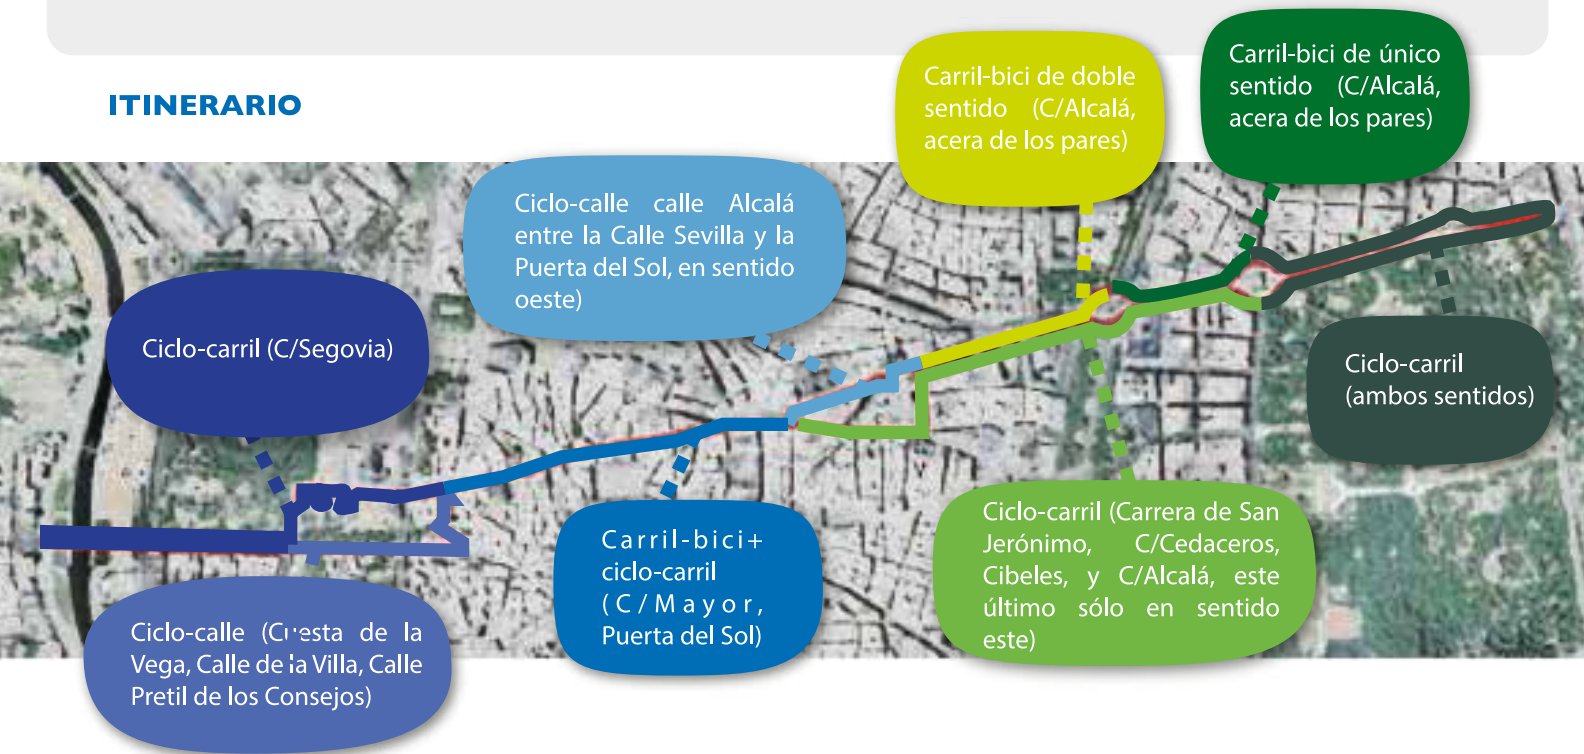 ITINERARIO
Carril-bici de doble
sentido (C/Alcalá,
acera de los pares)
Carril-bici de único
sentido (C/Alcalá,
acera de los pares)
Ciclo-calle calle Alcalá
entre la Calle Sevilla y la
Puerta del Sol, en sentido
oeste)
Ciclo-carril (C/Segovia)
Ciclo-carril
(ambos sentidos)
Ciclo-calle (Cuesta de la
Vega, Calle de la Villa, Calle
Pretil de los Consejos)
Carril-bici+
ciclo-carril
(C/Mayor,
Puerta del Sol)
Ciclo-carril (Carrera de San
Jerónimo, C/Cedaceros,
Cibeles, y C/Alcalá, este
último sólo en sentido
este)